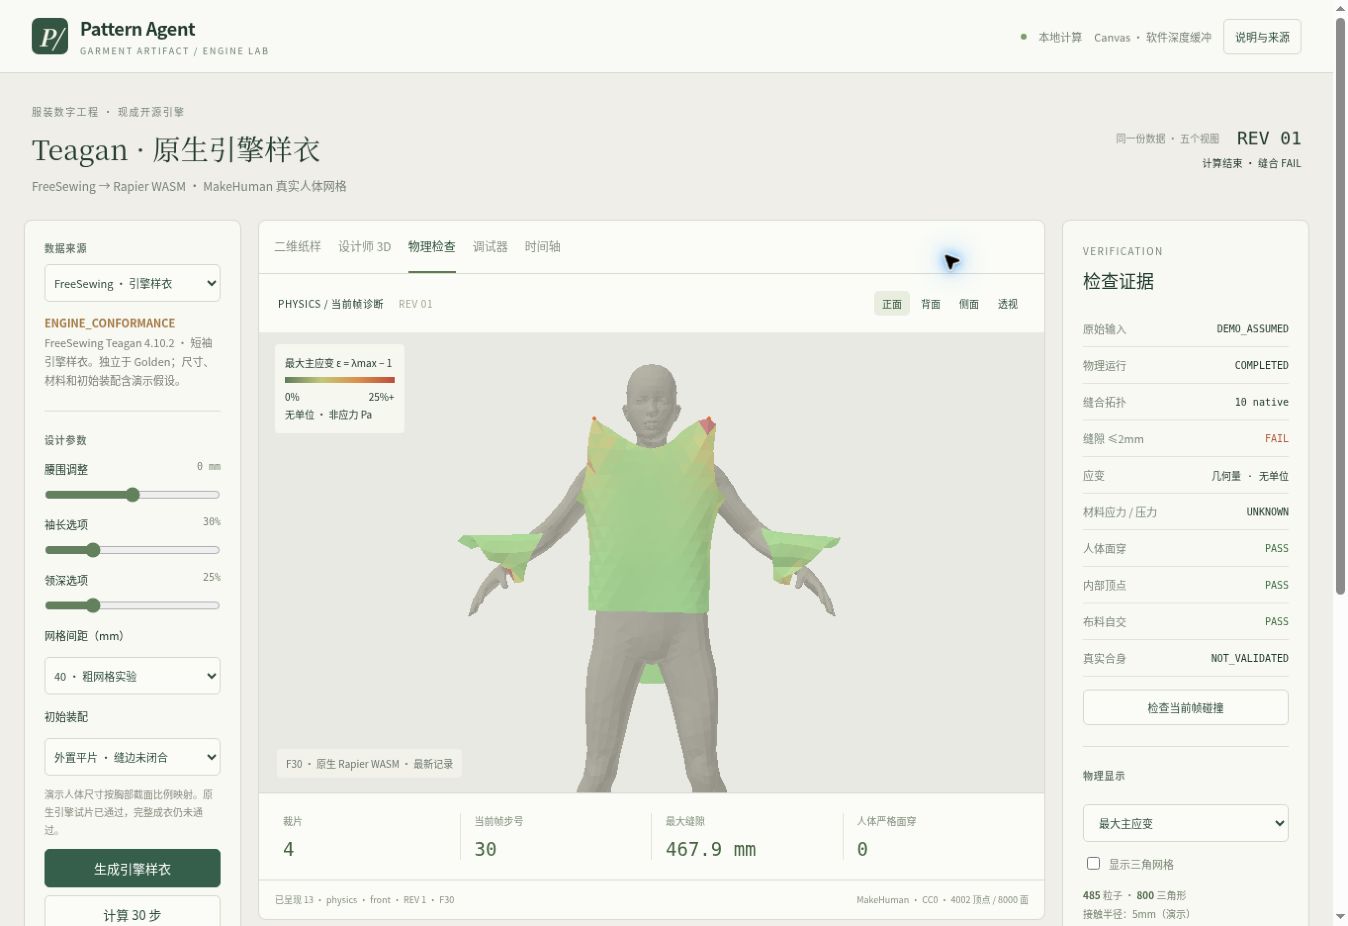 P/
Pattern Agent
GARMENT ARTIFACT / ENGINE LAB
本地计算 Canvas · 软件深度缓冲 说明与来源
服装数字工程 · 现成开源引擎
Teagan · 原生引擎样衣
FreeSewing → Rapier WASM · MakeHuman 真实人体网格
同一份数据 · 五个视图 REV 01
计算结束 · 缝合 FAIL
数据来源
FreeSewing · 引擎样衣
ENGINE_CONFORMANCE
FreeSewing Teagan 4.10.2 · 短袖
引擎样衣。独立于 Golden；尺寸、
材料和初始装配含演示假设。
设计参数
腰围调整 0 mm
袖长选项 30%
领深选项 25%
网格间距（mm）
40 · 粗网格实验
初始装配
外置平片 · 缝边未闭合
演示人体尺寸按胸部截面比例映射。原
生引擎试片已通过，完整成衣仍未通
过。
生成引擎样衣
计算 30 步
二维纸样 设计师 3D 物理检查 调试器 时间轴
PHYSICS / 当前帧诊断 REV 01
正面 背面 侧面 透视
最大主应变 ε = λmax − 1
0% 25%+
无单位 · 非应力 Pa
F30 · 原生 Rapier WASM · 最新记录
裁片 当前帧步号 最大缝隙 人体严格面穿
4 30 467.9 mm 0
已呈现 13 · physics · front · REV 1 · F30
MakeHuman · CC0 · 4002 顶点 / 8000 面
VERIFICATION
检查证据
原始输入 DEMO_ASSUMED
物理运行 COMPLETED
缝合拓扑 10 native
缝隙 ≤2mm FAIL
应变 几何量 · 无单位
材料应力 / 压力 UNKNOWN
人体面穿 PASS
内部顶点 PASS
布料自交 PASS
真实合身 NOT_VALIDATED
检查当前帧碰撞
物理显示
最大主应变
显示三角网格
485 粒子 · 800 三角形
接触半径：5mm（演示）